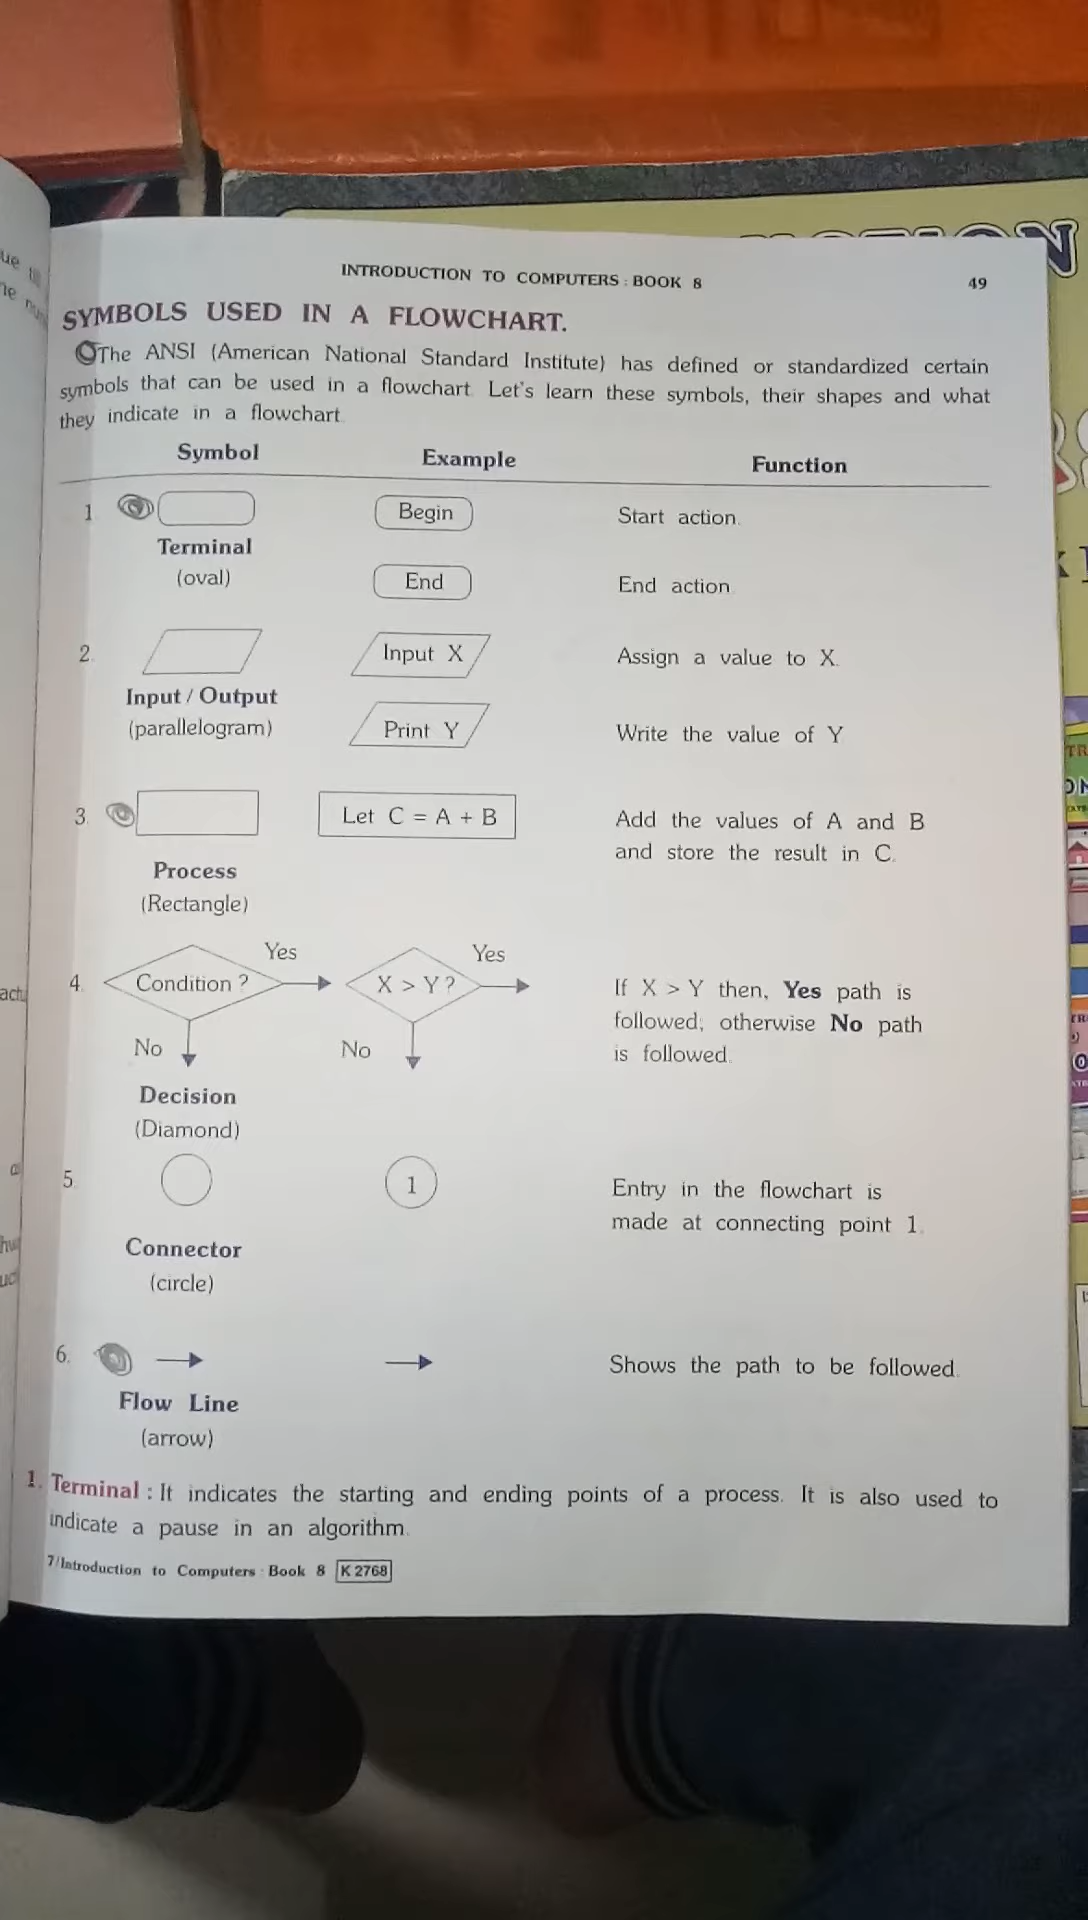 INTRODUCTION TO COMPUTERS : BOOK 8
49
SYMBOLS USED IN A FLOWCHART.
The ANSI (American National Standard Institute) has defined or standardized certain
symbols that can be used in a flowchart. Let's learn these symbols, their shapes and what
they indicate in a flowchart.
Symbol Example Function
1. Begin Start action.
Terminal
(oval) End End action.
2. Input X Assign a value to X.
Input / Output
(parallelogram) Print Y Write the value of Y
3. Let C = A + B Add the values of A and B
and store the result in C.
Process
(Rectangle)
Yes Yes
4. Condition ? X > Y ? If X > Y then, Yes path is
followed; otherwise No path
No No is followed.
Decision
(Diamond)
5. 1 Entry in the flowchart is
made at connecting point 1.
Connector
(circle)
6. Shows the path to be followed.
Flow Line
(arrow)
1. Terminal : It indicates the starting and ending points of a process. It is also used to
indicate a pause in an algorithm.
7/Introduction to Computers : Book 8 K 2768